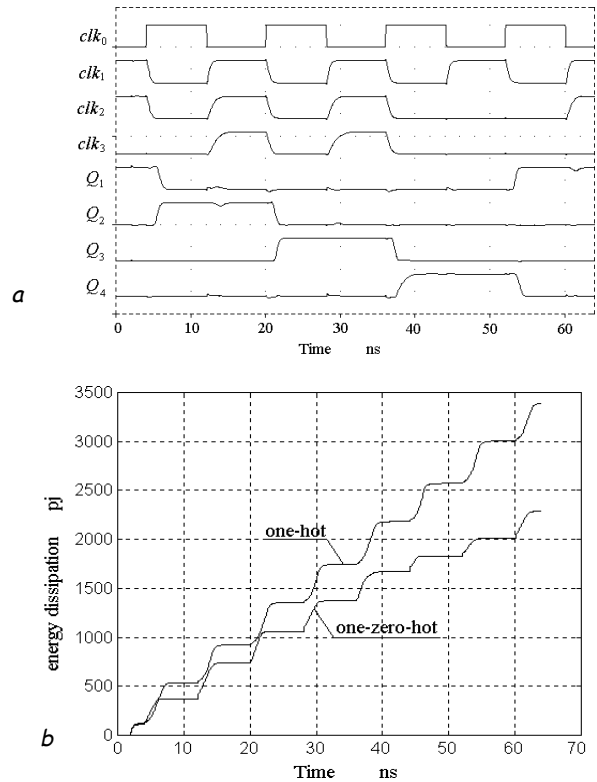 clk₀
clk₁
clk₂
clk₃
Q₁
Q₂
Q₃
Q₄
a
0 10 20 30 40 50 60
Time ns
3500
3000
2500
2000
1500
1000
500
0
energy dissipation pj
one-hot
one-zero-hot
b
0 10 20 30 40 50 60 70
Time ns